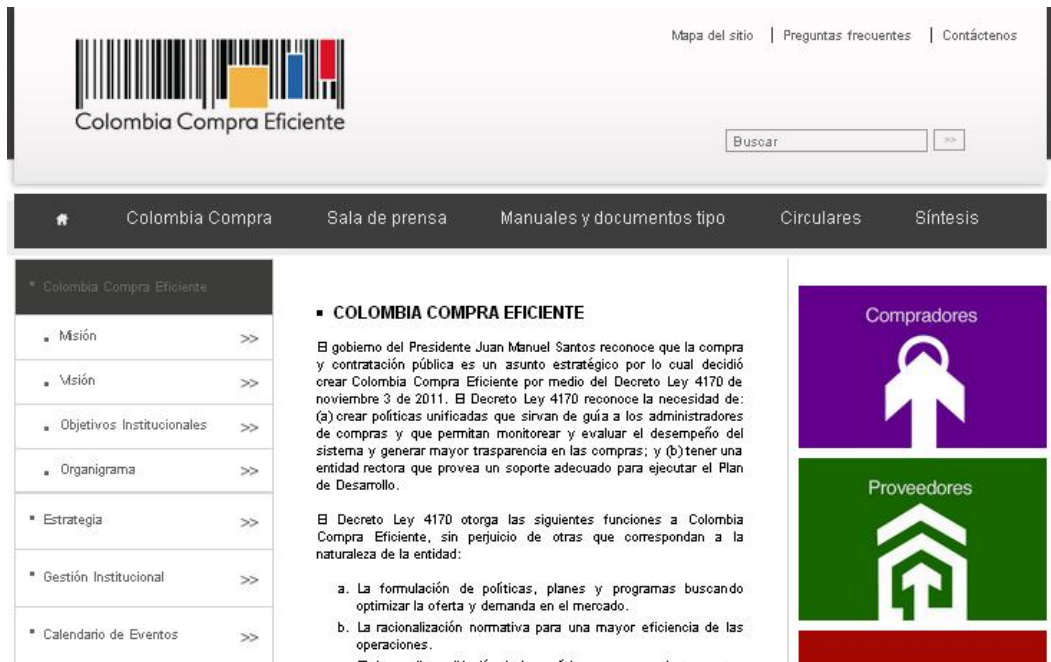 Mapa del sitio | Preguntas frecuentes | Contáctenos
Colombia Compra Eficiente
Buscar >>
Colombia Compra Sala de prensa Manuales y documentos tipo Circulares Síntesis
Colombia Compra Eficiente
Misión >>
Visión >>
Objetivos Institucionales >>
Organigrama >>
Estrategia >>
Gestión Institucional >>
Calendario de Eventos >>
COLOMBIA COMPRA EFICIENTE
El gobierno del Presidente Juan Manuel Santos reconoce que la compra
y contratación pública es un asunto estratégico por lo cual decidió
crear Colombia Compra Eficiente por medio del Decreto Ley 4170 de
noviembre 3 de 2011. El Decreto Ley 4170 reconoce la necesidad de:
(a) crear políticas unificadas que sirvan de guía a los administradores
de compras y que permitan monitorear y evaluar el desempeño del
sistema y generar mayor trasparencia en las compras; y (b) tener una
entidad rectora que provea un soporte adecuado para ejecutar el Plan
de Desarrollo.
El Decreto Ley 4170 otorga las siguientes funciones a Colombia
Compra Eficiente, sin perjuicio de otras que correspondan a la
naturaleza de la entidad:
a. La formulación de políticas, planes y programas buscando
optimizar la oferta y demanda en el mercado.
b. La racionalización normativa para una mayor eficiencia de las
operaciones.
Compradores
Proveedores